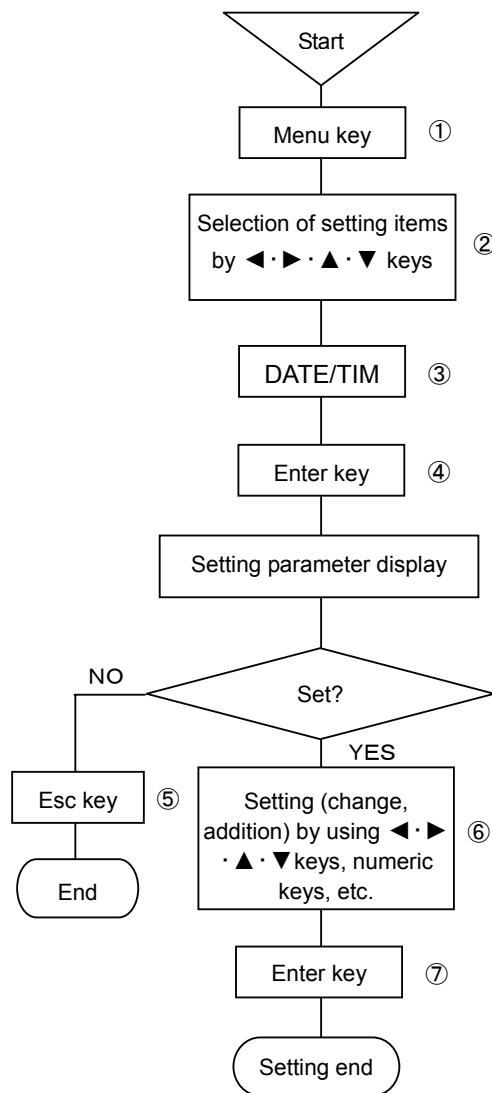 Start
Menu key
①
Selection of setting items
by ◀・▶・▲・▼ keys
②
DATE/TIM
③
Enter key
④
Setting parameter display
NO
Set?
YES
Esc key
⑤
Setting (change,
addition) by using ◀・▶
・▲・▼keys, numeric
keys, etc.
⑥
End
Enter key
⑦
Setting end